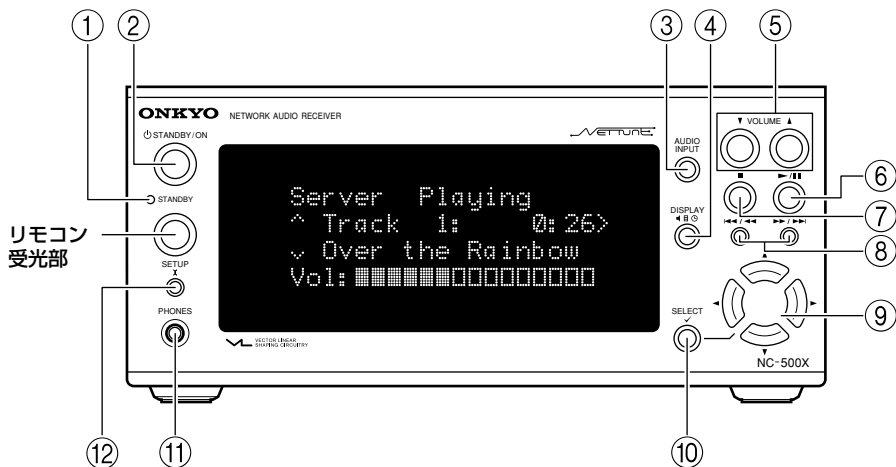 ① ② ③ ④ ⑤
ONKYO NETWORK AUDIO RECEIVER
NETTUNE
STANDBY/ON
STANDBY
リモコン
受光部
SETUP
PHONES
VECTOR LINEAR
SHAPING CIRCUITRY
Server Playing
^ Track 1: 0:26>
⌄ Over the Rainbow
Vol:
AUDIO
INPUT
DISPLAY
SELECT
▼ VOLUME ▲
■ ►/❚❚
|◄◄/◄◄ ►►/►►|
▲
◄ ►
▼
NC-500X
⑥
⑦
⑧
⑨
⑫ ⑪ ⑩